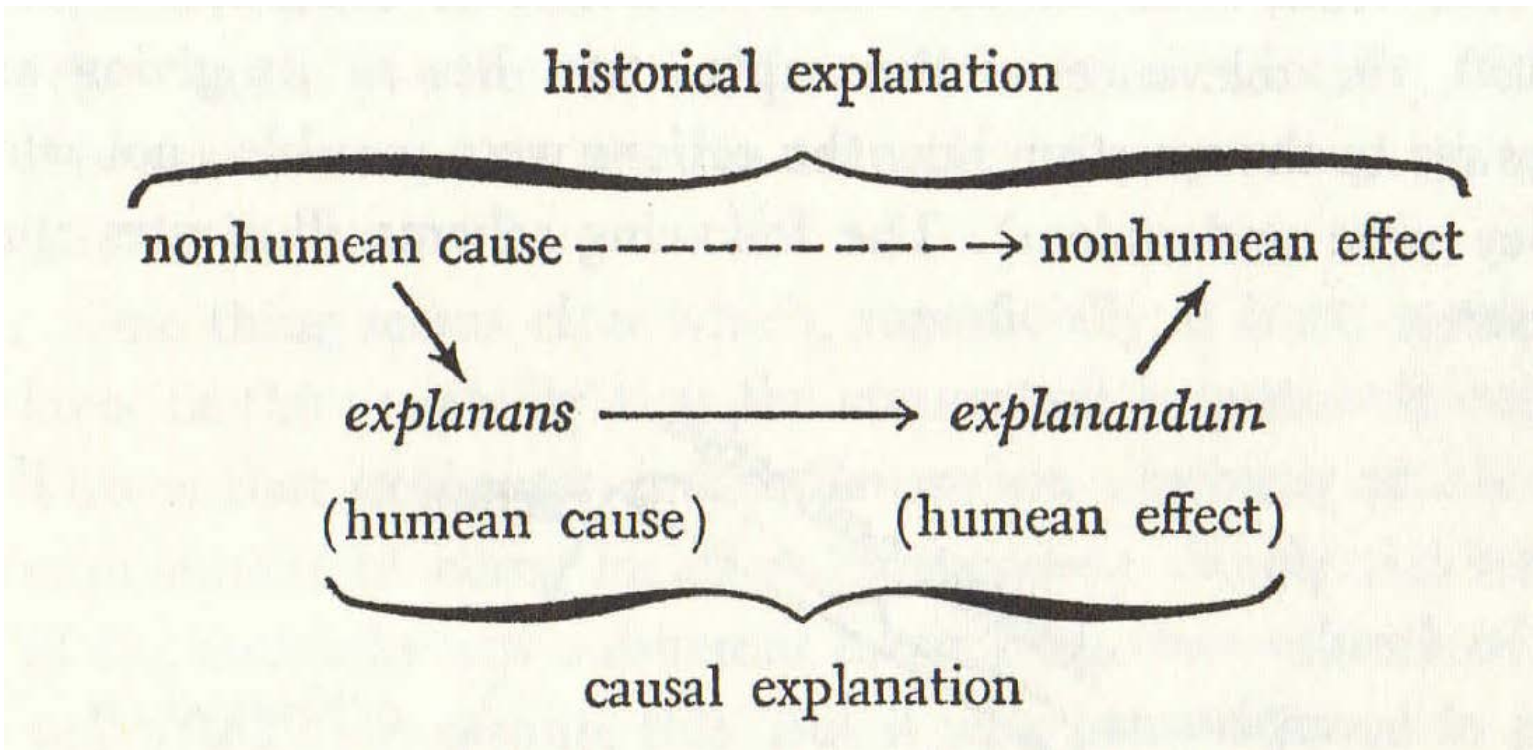 historical explanation
nonhumean cause nonhumean effect
explanans explanandum
(humean cause) (humean effect)
causal explanation